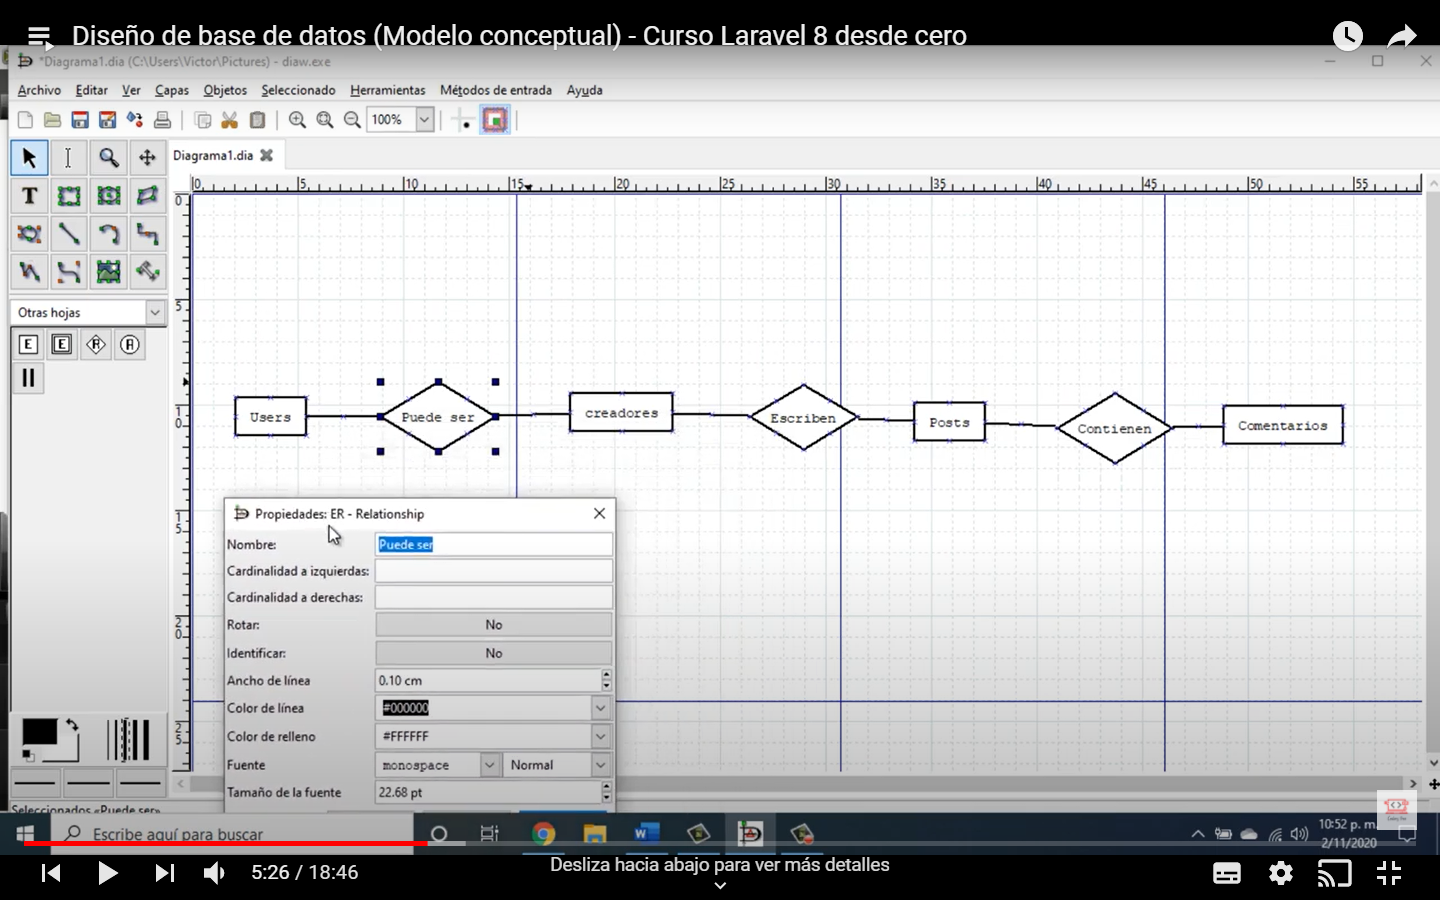 Diseño de base de datos (Modelo conceptual) - Curso Laravel 8 desde cero
*Diagrama1.dia (C:\Users\Victor\Pictures) - diaw.exe
Archivo Editar Ver Capas Objetos Seleccionado Herramientas Métodos de entrada Ayuda
100%
Diagrama1.dia
0 5 10 15 20 25 30 35 40 45 50 55
T
Otras hojas
E E R A
0
5
10
15
20
25
Users Puede ser creadores Escriben Posts Contienen Comentarios
Propiedades: ER - Relationship
Nombre: Puede ser
Cardinalidad a izquierdas:
Cardinalidad a derechas:
Rotar: No
Identificar: No
Ancho de línea 0.10 cm
Color de línea #000000
Color de relleno #FFFFFF
Fuente monospace Normal
Tamaño de la fuente 22.68 pt
Seleccionados «Puede ser»
Escribe aquí para buscar
10:52 p. m.
2/11/2020
5:26 / 18:46
Desliza hacia abajo para ver más detalles